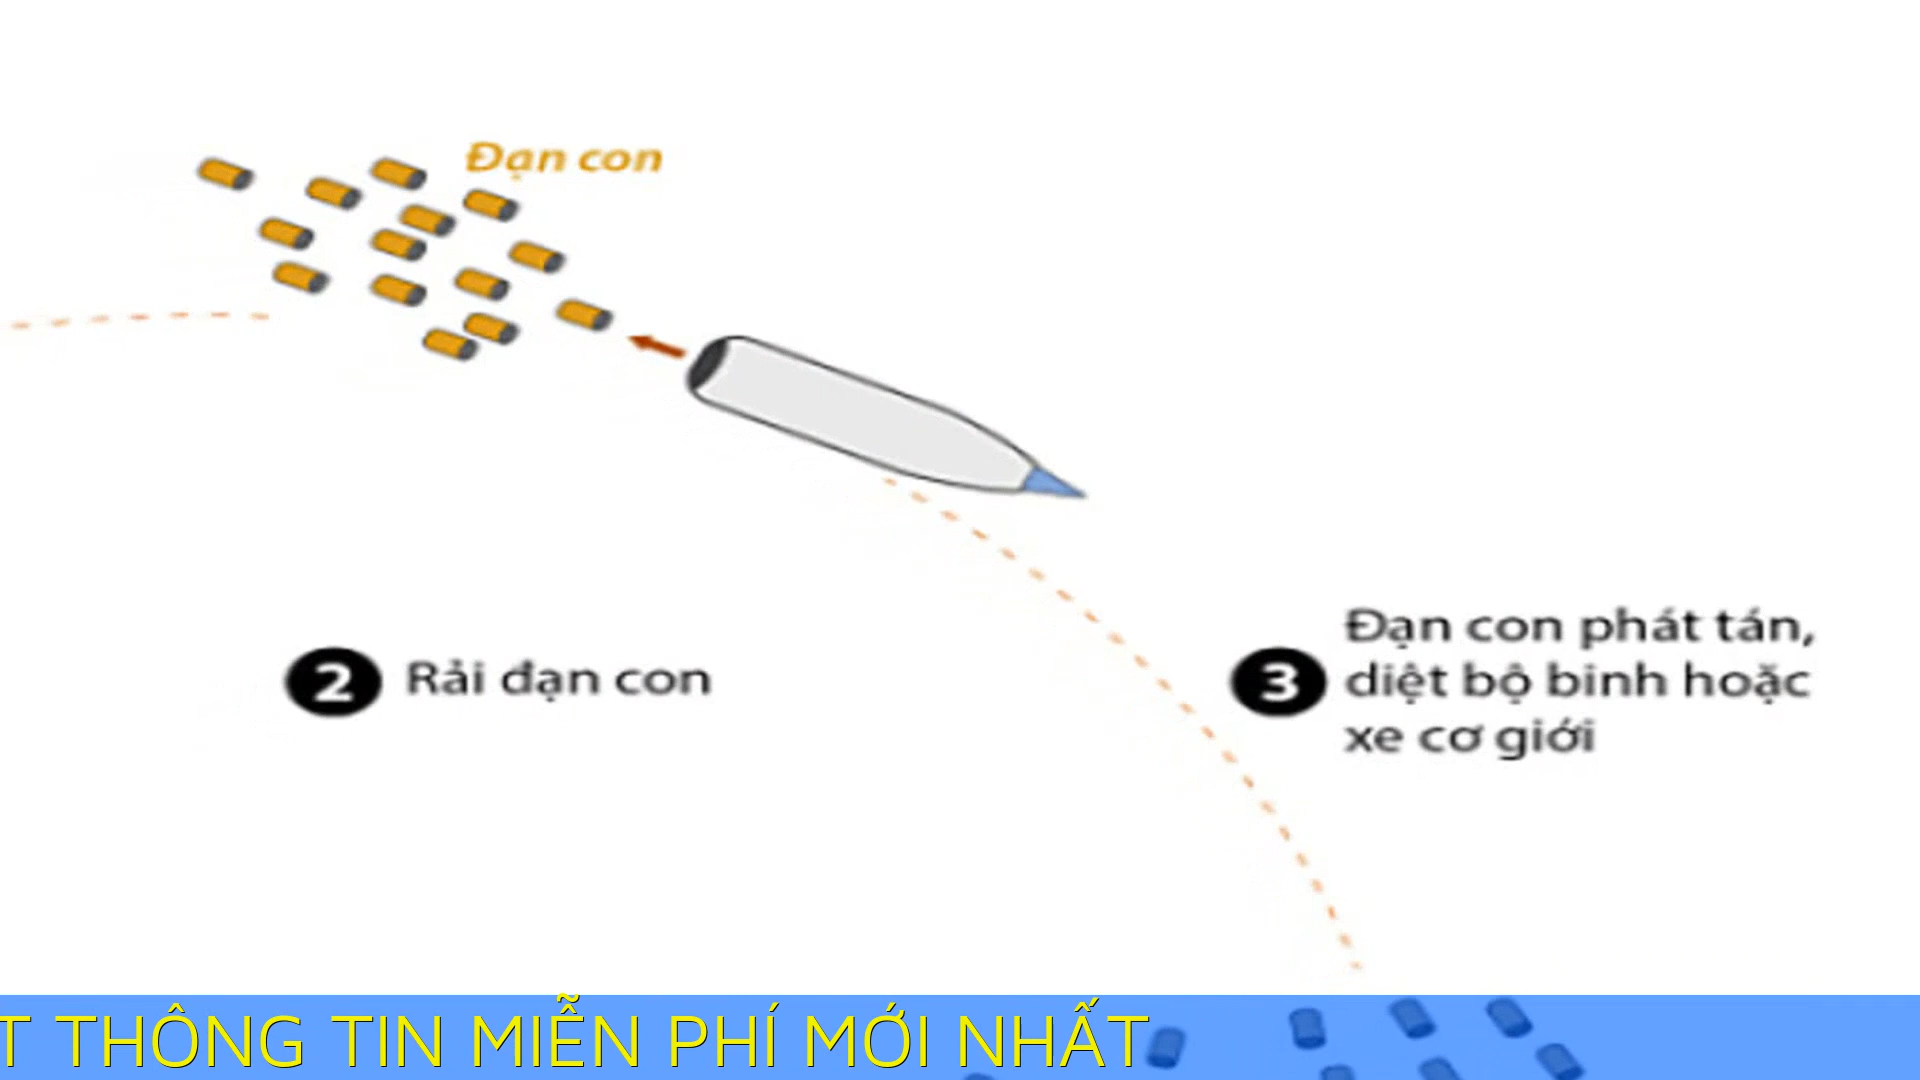 Đạn con
2 Rải đạn con
3 Đạn con phát tán,
diệt bộ binh hoặc
xe cơ giới
T THÔNG TIN MIỄN PHÍ MỚI NHẤT